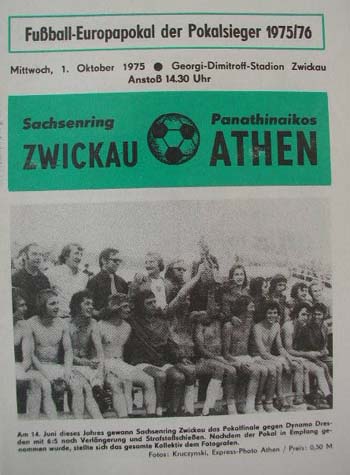 Fußball-Europapokal der Pokalsieger 1975/76
Mittwoch, 1. Oktober 1975 ● Georgi-Dimitroff-Stadion Zwickau
Anstoß 14.30 Uhr
Sachsenring
ZWICKAU
Panathinaikos
ATHEN
Am 14. Juni dieses Jahres gewann Sachsenring Zwickau das Pokalfinale gegen Dynamo Dres-
den mit 6:5 nach Verlängerung und Strafstoßschießen. Nachdem der Pokal in Empfang ge-
nommen wurde, stellte sich das gesamte Kollektiv dem Fotografen.
Fotos: Kruczynski, Express-Photo Athen / Preis: 0,50 M